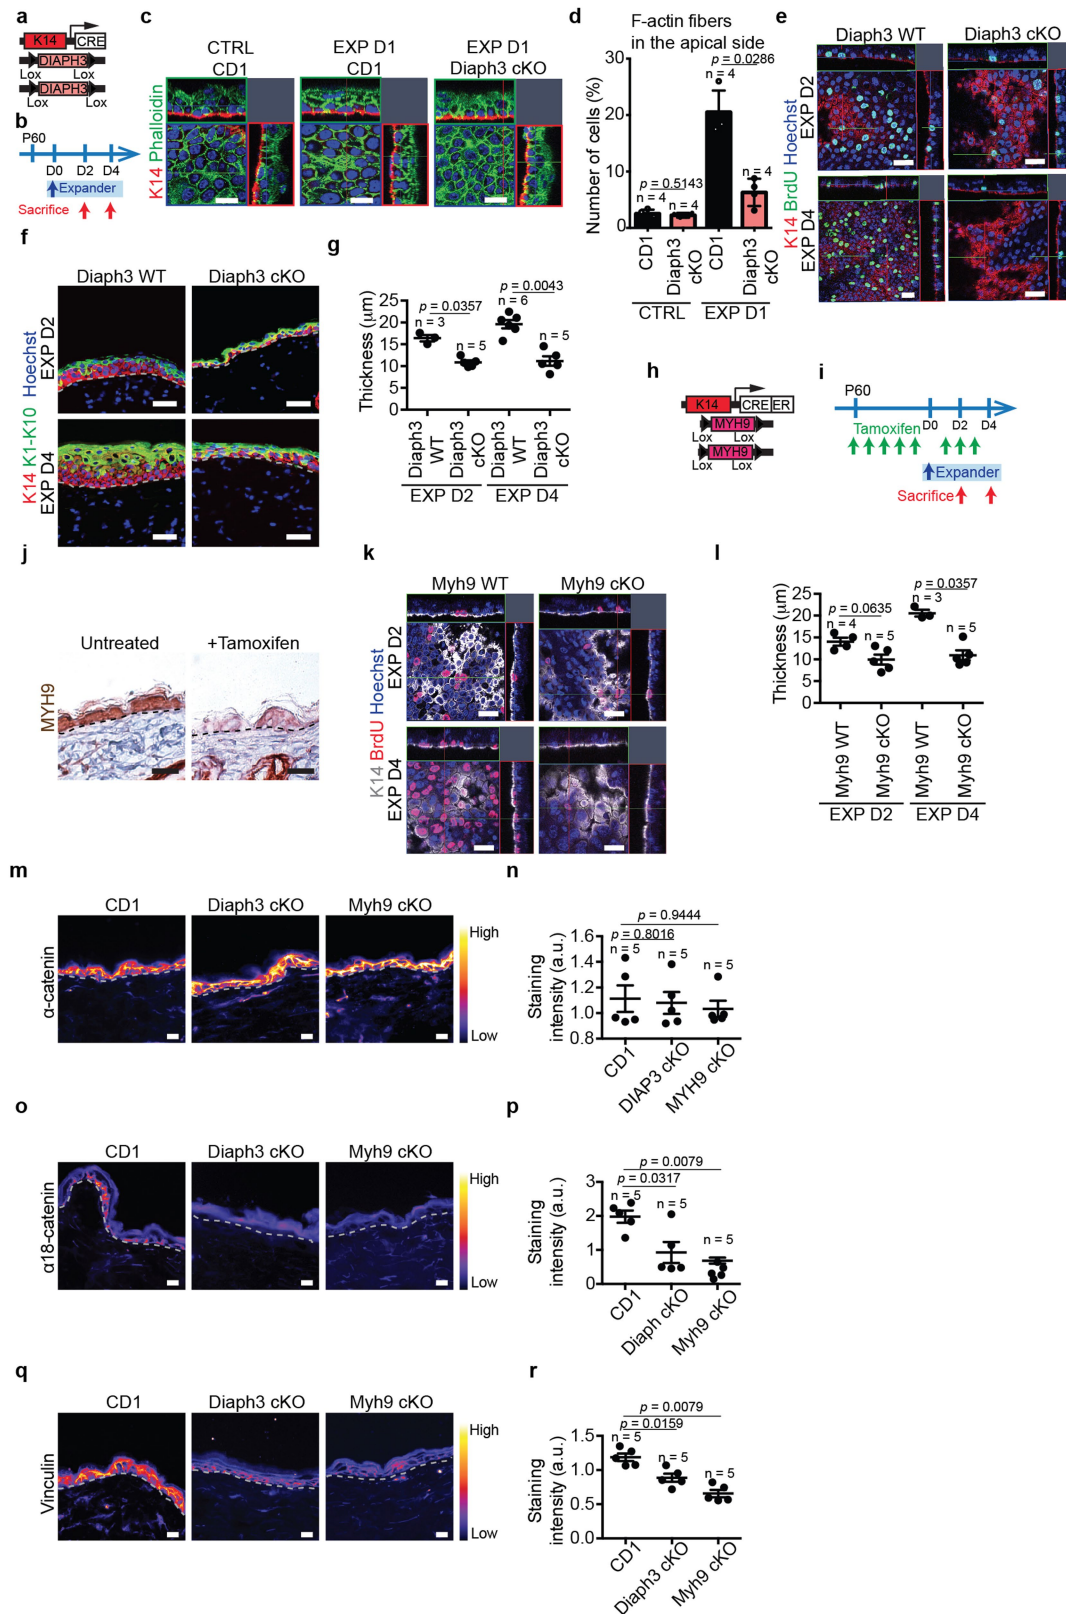 a
K14
CRE
DIAPH3
Lox
Lox
DIAPH3
Lox
Lox
b
P60
D0
D2
D4
Expander
Sacrifice
c
CTRL
CD1
EXP D1
CD1
EXP D1
Diaph3 cKO
K14 Phalloidin
d
F-actin fibers
in the apical side
p = 0.0286
n = 4
p = 0.5143
n = 4
n = 4
n = 4
30
20
10
0
Number of cells (%)
CD1
Diaph3
cKO
CD1
Diaph3
cKO
CTRL
EXP D1
e
Diaph3 WT
Diaph3 cKO
K14 BrdU Hoechst
EXP D2
EXP D4
f
Diaph3 WT
Diaph3 cKO
K14 K1-K10 Hoechst
EXP D2
EXP D4
g
p = 0.0043
p = 0.0357
n = 6
n = 3
n = 5
n = 5
25
20
15
10
5
0
Thickness (μm)
Diaph3
WT
Diaph3
cKO
Diaph3
WT
Diaph3
cKO
EXP D2
EXP D4
h
K14
CRE
ER
MYH9
Lox
Lox
MYH9
Lox
Lox
i
P60
D0
D2
D4
Tamoxifen
Expander
Sacrifice
j
Untreated
+Tamoxifen
MYH9
k
Myh9 WT
Myh9 cKO
K14 BrdU Hoechst
EXP D2
EXP D4
l
p = 0.0357
p = 0.0635
n = 3
n = 4
n = 5
n = 5
25
20
15
10
5
0
Thickness (μm)
Myh9 WT
Myh9 cKO
Myh9 WT
Myh9 cKO
EXP D2
EXP D4
m
CD1
Diaph3 cKO
Myh9 cKO
α-catenin
High
Low
n
p = 0.9444
p = 0.8016
n = 5
n = 5
n = 5
1.6
1.4
1.2
1.0
0.8
Staining
intensity (a.u.)
CD1
DIAP3 cKO
MYH9 cKO
o
CD1
Diaph3 cKO
Myh9 cKO
α18-catenin
High
Low
p
p = 0.0079
p = 0.0317
n = 5
n = 5
n = 5
3
2
1
0
Staining
intensity (a.u.)
CD1
Diaph cKO
Myh9 cKO
q
CD1
Diaph3 cKO
Myh9 cKO
Vinculin
High
Low
r
p = 0.0079
p = 0.0159
n = 5
n = 5
n = 5
1.5
1.0
0.5
0.0
Staining
intensity (a.u.)
CD1
Diaph3 cKO
Myh9 cKO